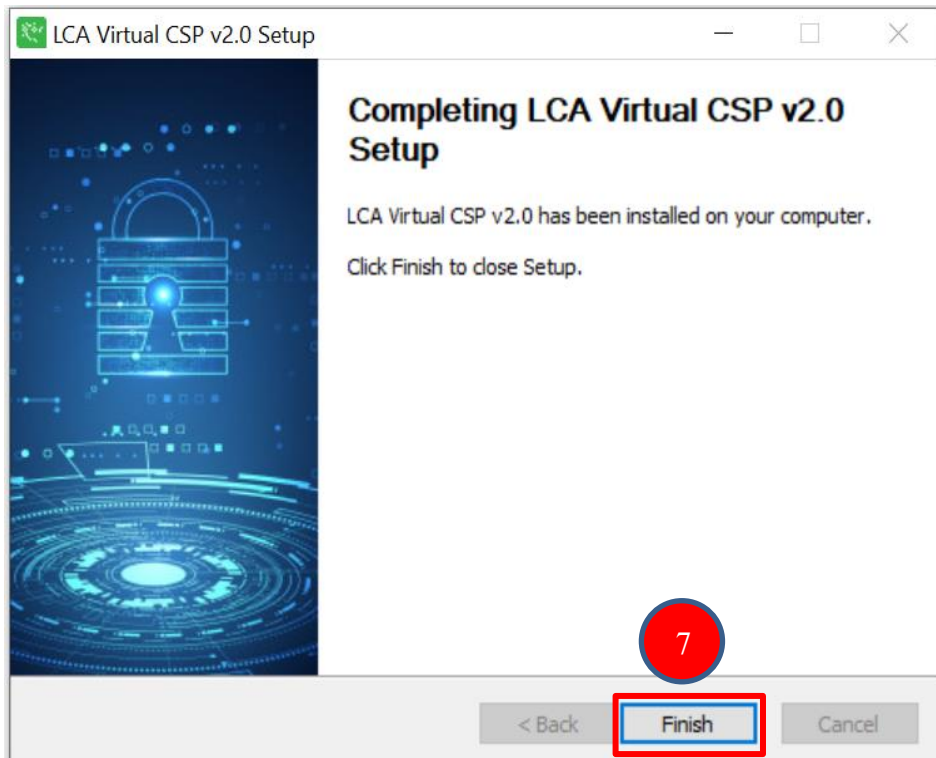 LCA Virtual CSP v2.0 Setup
Completing LCA Virtual CSP v2.0
Setup
LCA Virtual CSP v2.0 has been installed on your computer.
Click Finish to close Setup.
7
< Back
Finish
Cancel